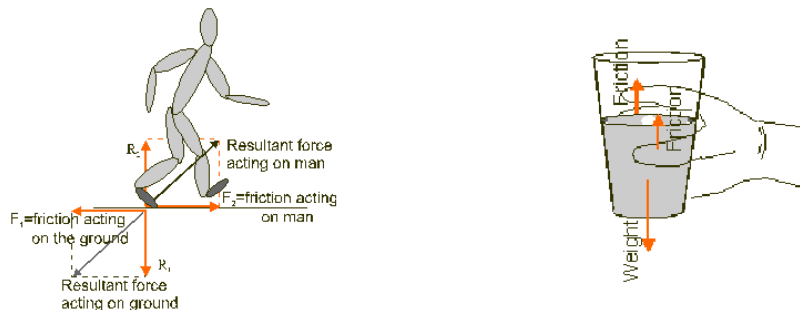 R₂
Resultant force
acting on man
F₂=friction acting
on man
F₁=friction acting
on the ground
R₁
Resultant force
acting on ground
Friction
Friction
Weight